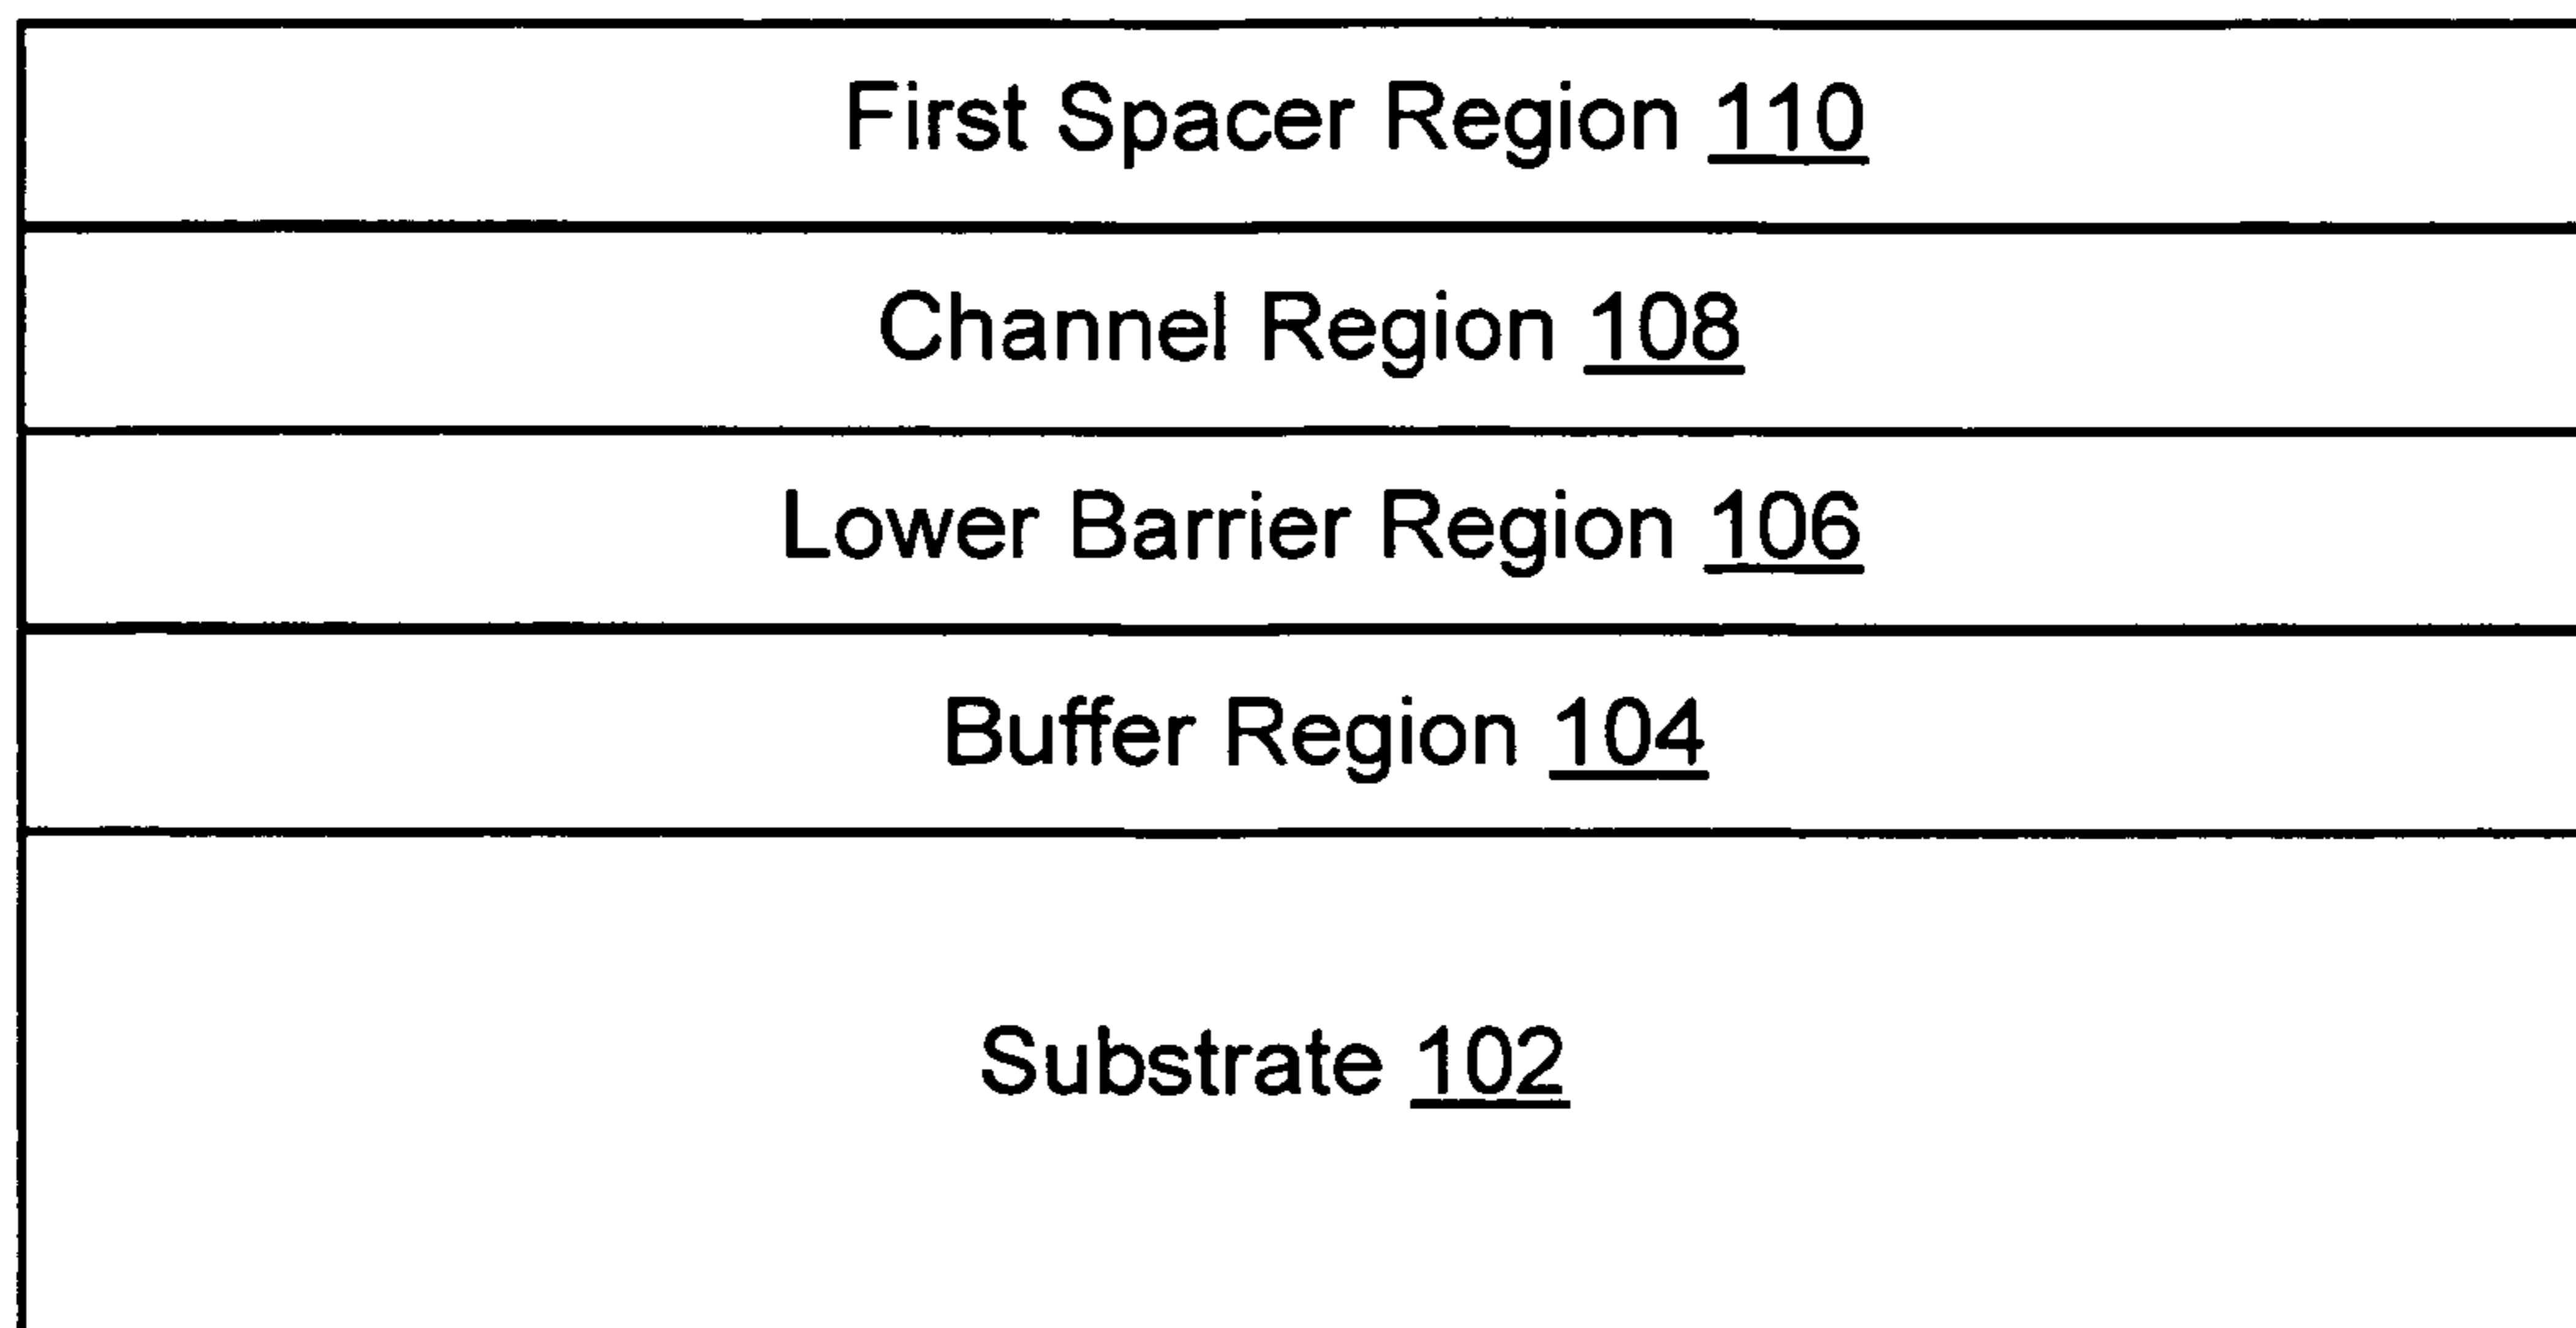 First Spacer Region 110
Channel Region 108
Lower Barrier Region 106
Buffer Region 104
Substrate 102